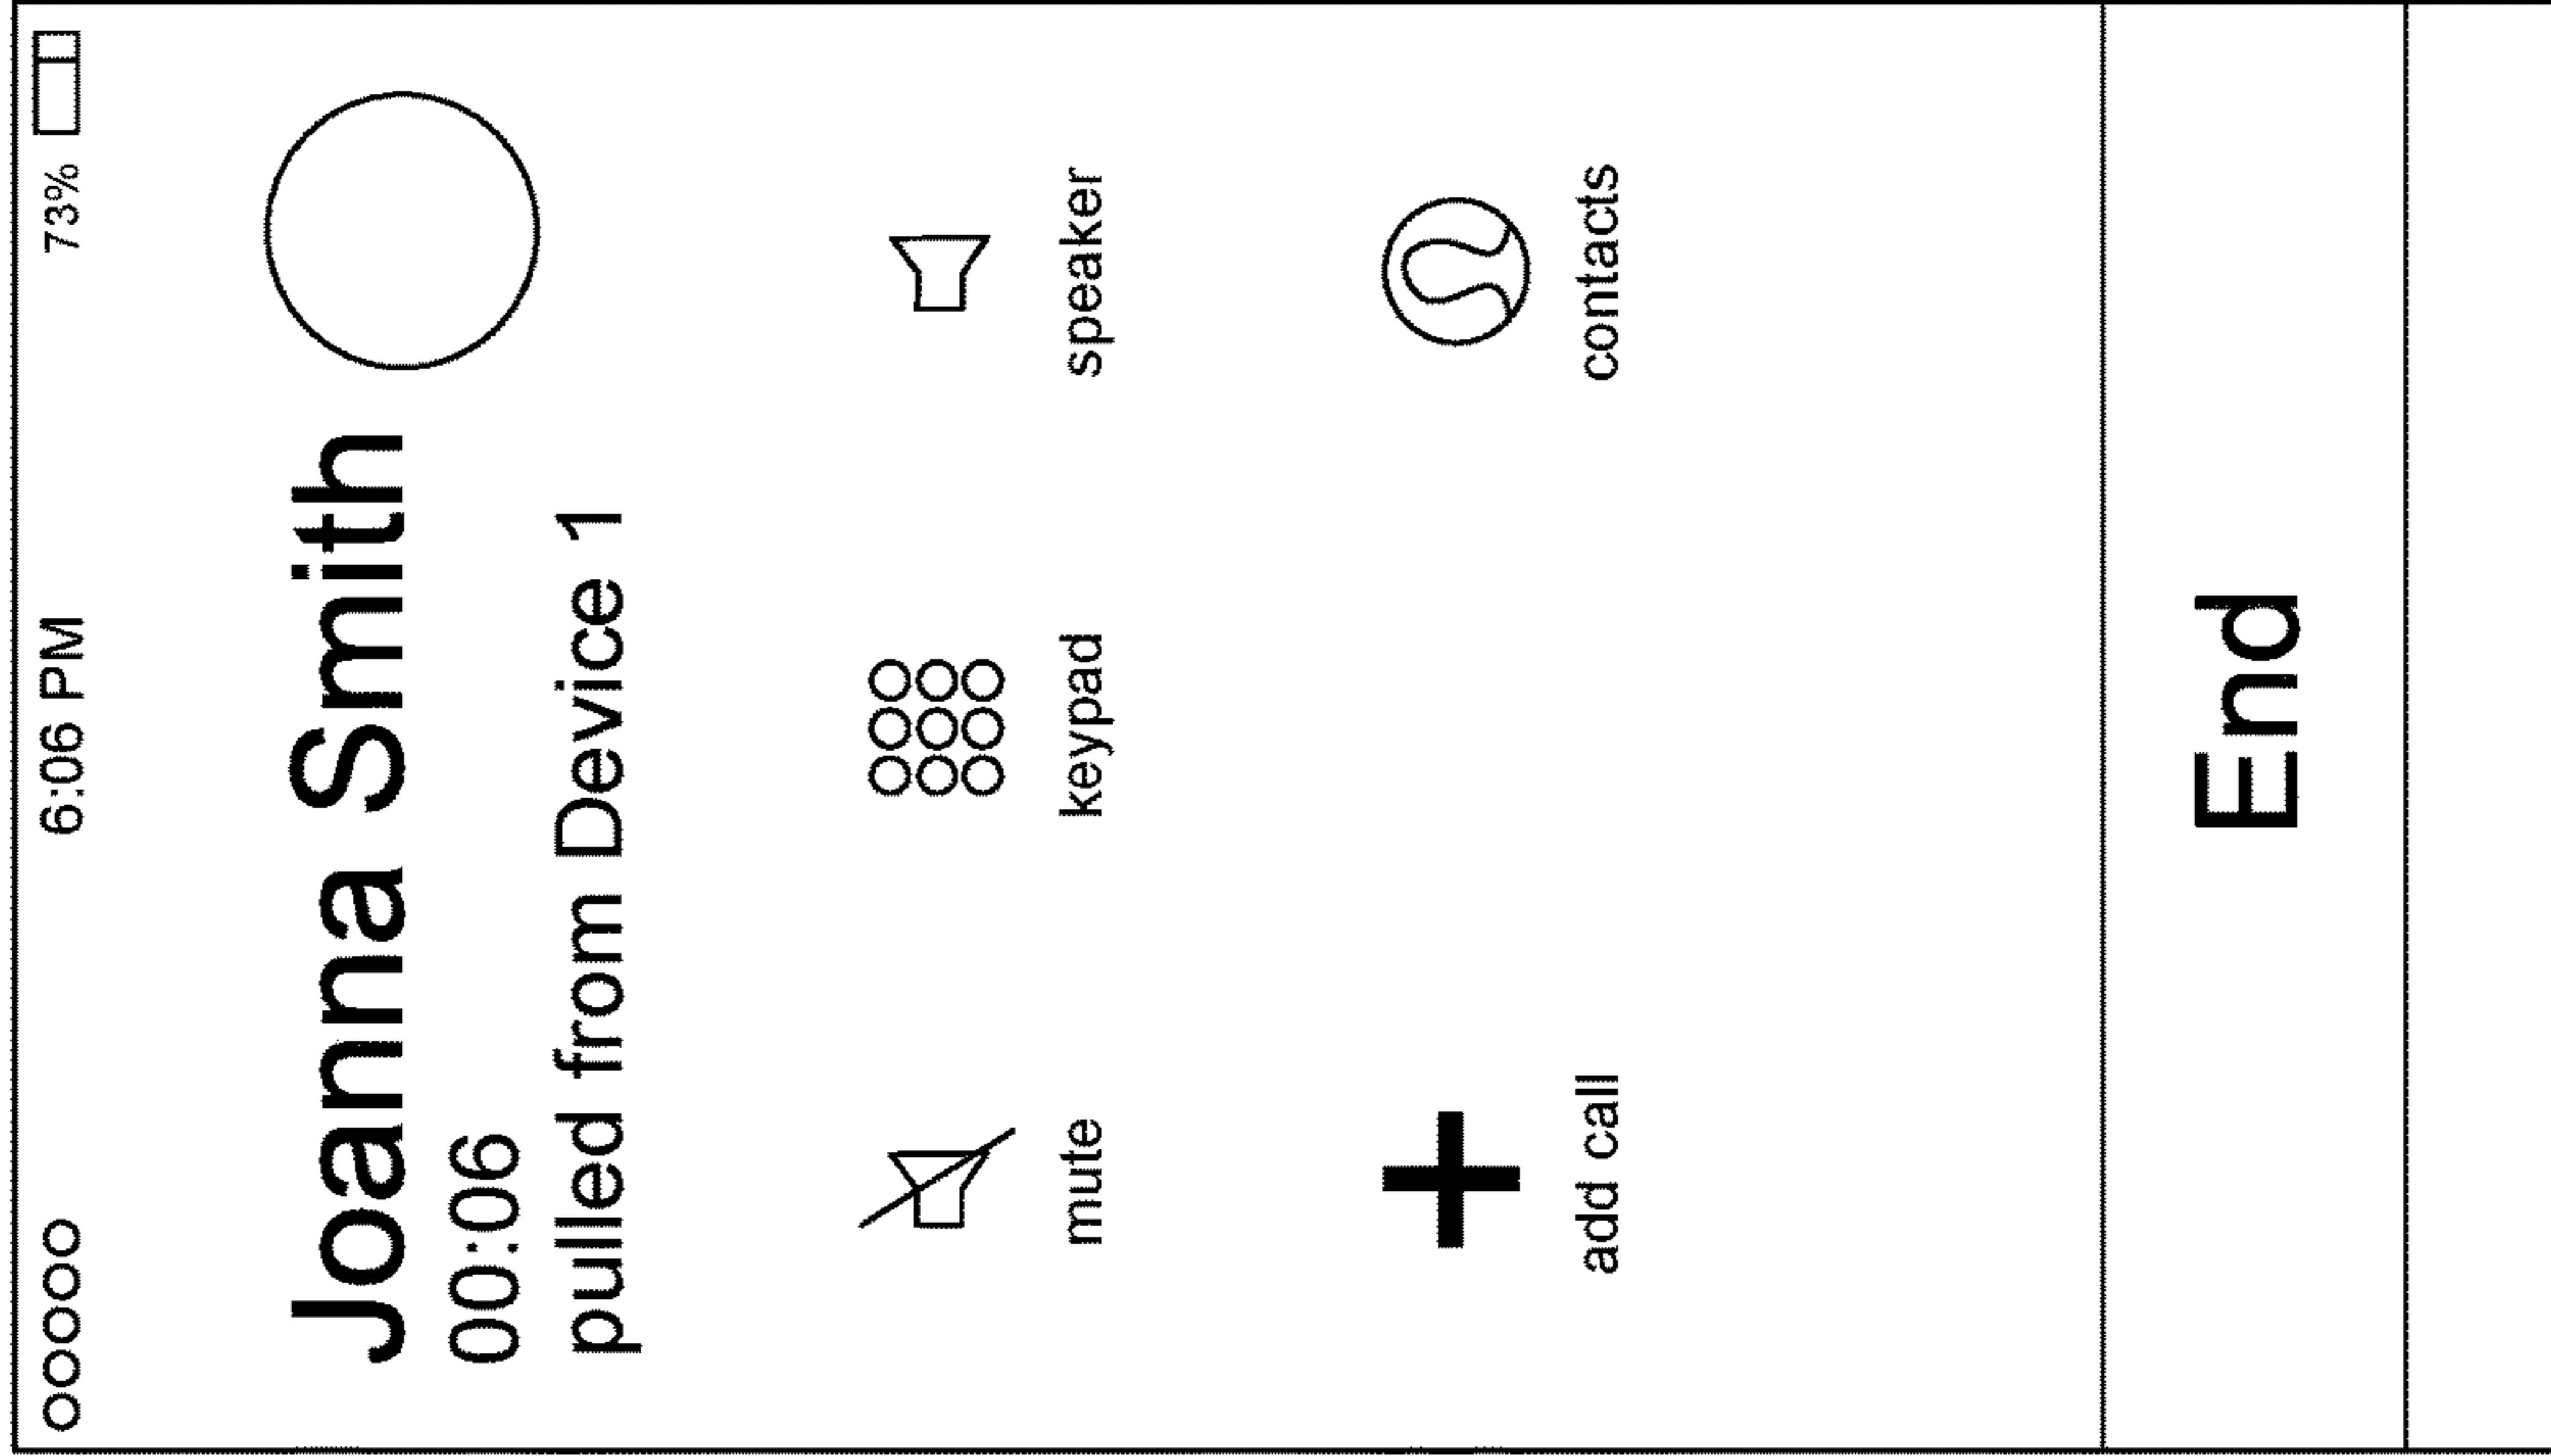 6:06 PM 73%
Joanna Smith
00:06
pulled from Device 1
mute keypad speaker
add call contacts
End